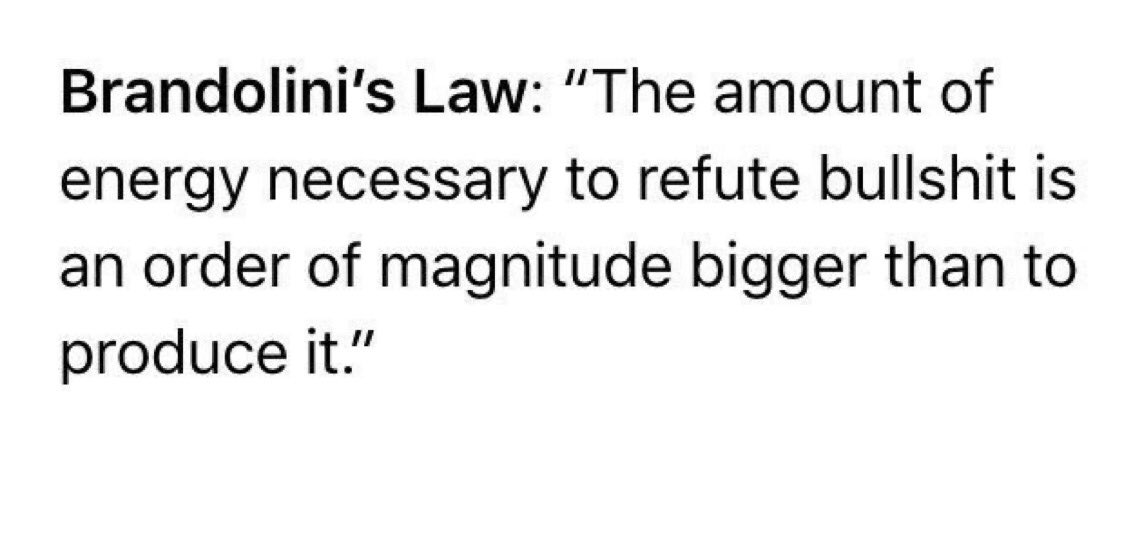 Brandolini’s Law: “The amount of
energy necessary to refute bullshit is
an order of magnitude bigger than to
produce it.”